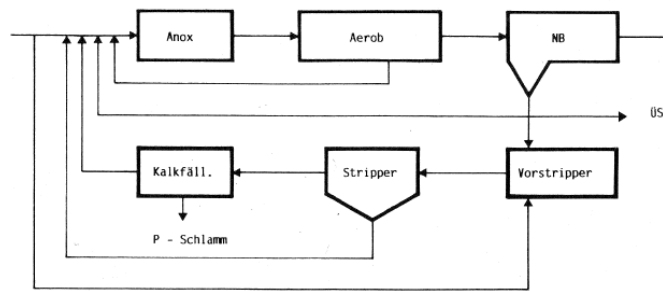 Anox
Aerob
NB
ÜS
Kalkfäll.
Stripper
Vorstripper
P - Schlamm